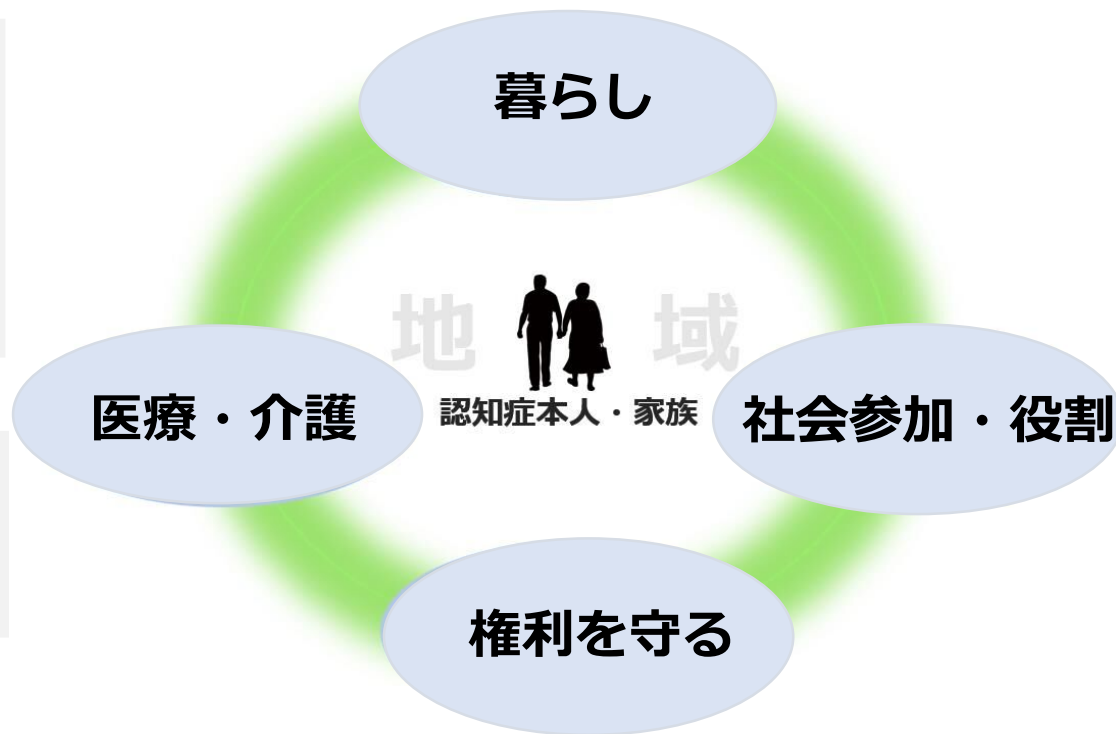 暮らし
地 域
認知症本人・家族
医療・介護
社会参加・役割
権利を守る